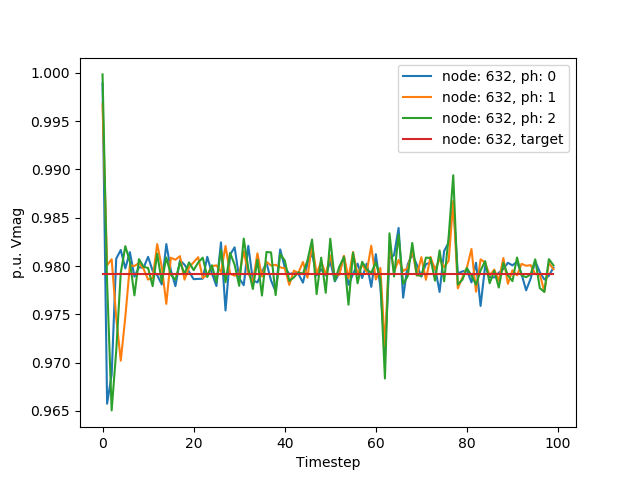 1.000
0.995
0.990
0.985
0.980
0.975
0.970
0.965
p.u. Vmag
node: 632, ph: 0
node: 632, ph: 1
node: 632, ph: 2
node: 632, target
0 20 40 60 80 100
Timestep